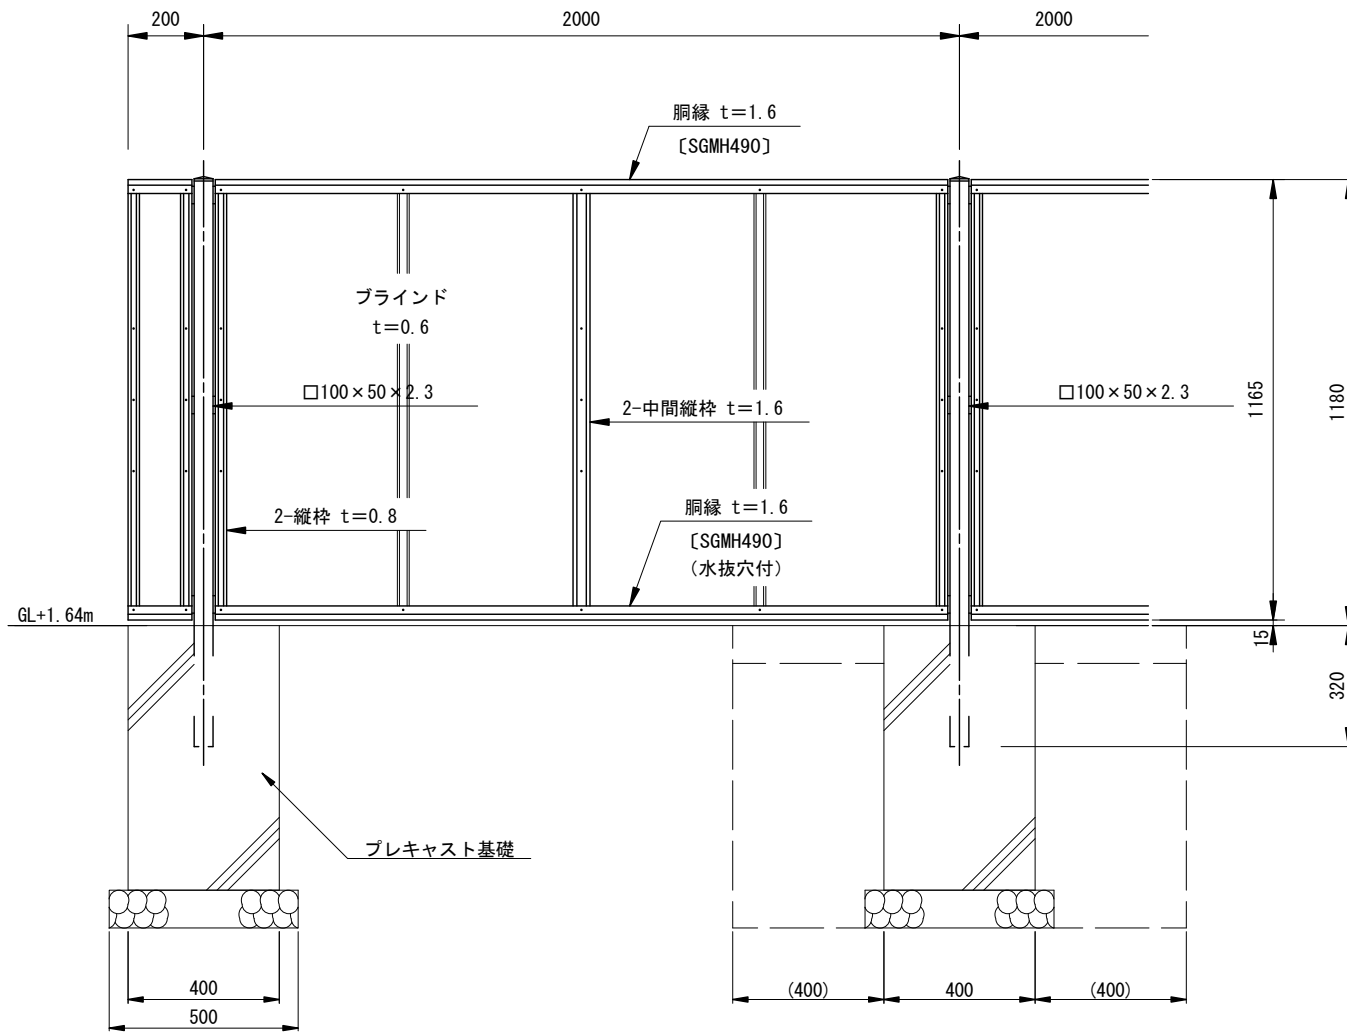 200
2000
2000
胴縁 t＝1.6
〔SGMH490〕
ブラインド
t＝0.6
□100×50×2.3
□100×50×2.3
2-中間縦枠 t＝1.6
1165
1180
2-縦枠 t＝0.8
胴縁 t＝1.6
〔SGMH490〕
（水抜穴付）
GL+1.64m
15
320
プレキャスト基礎
400
500
(400)
400
(400)